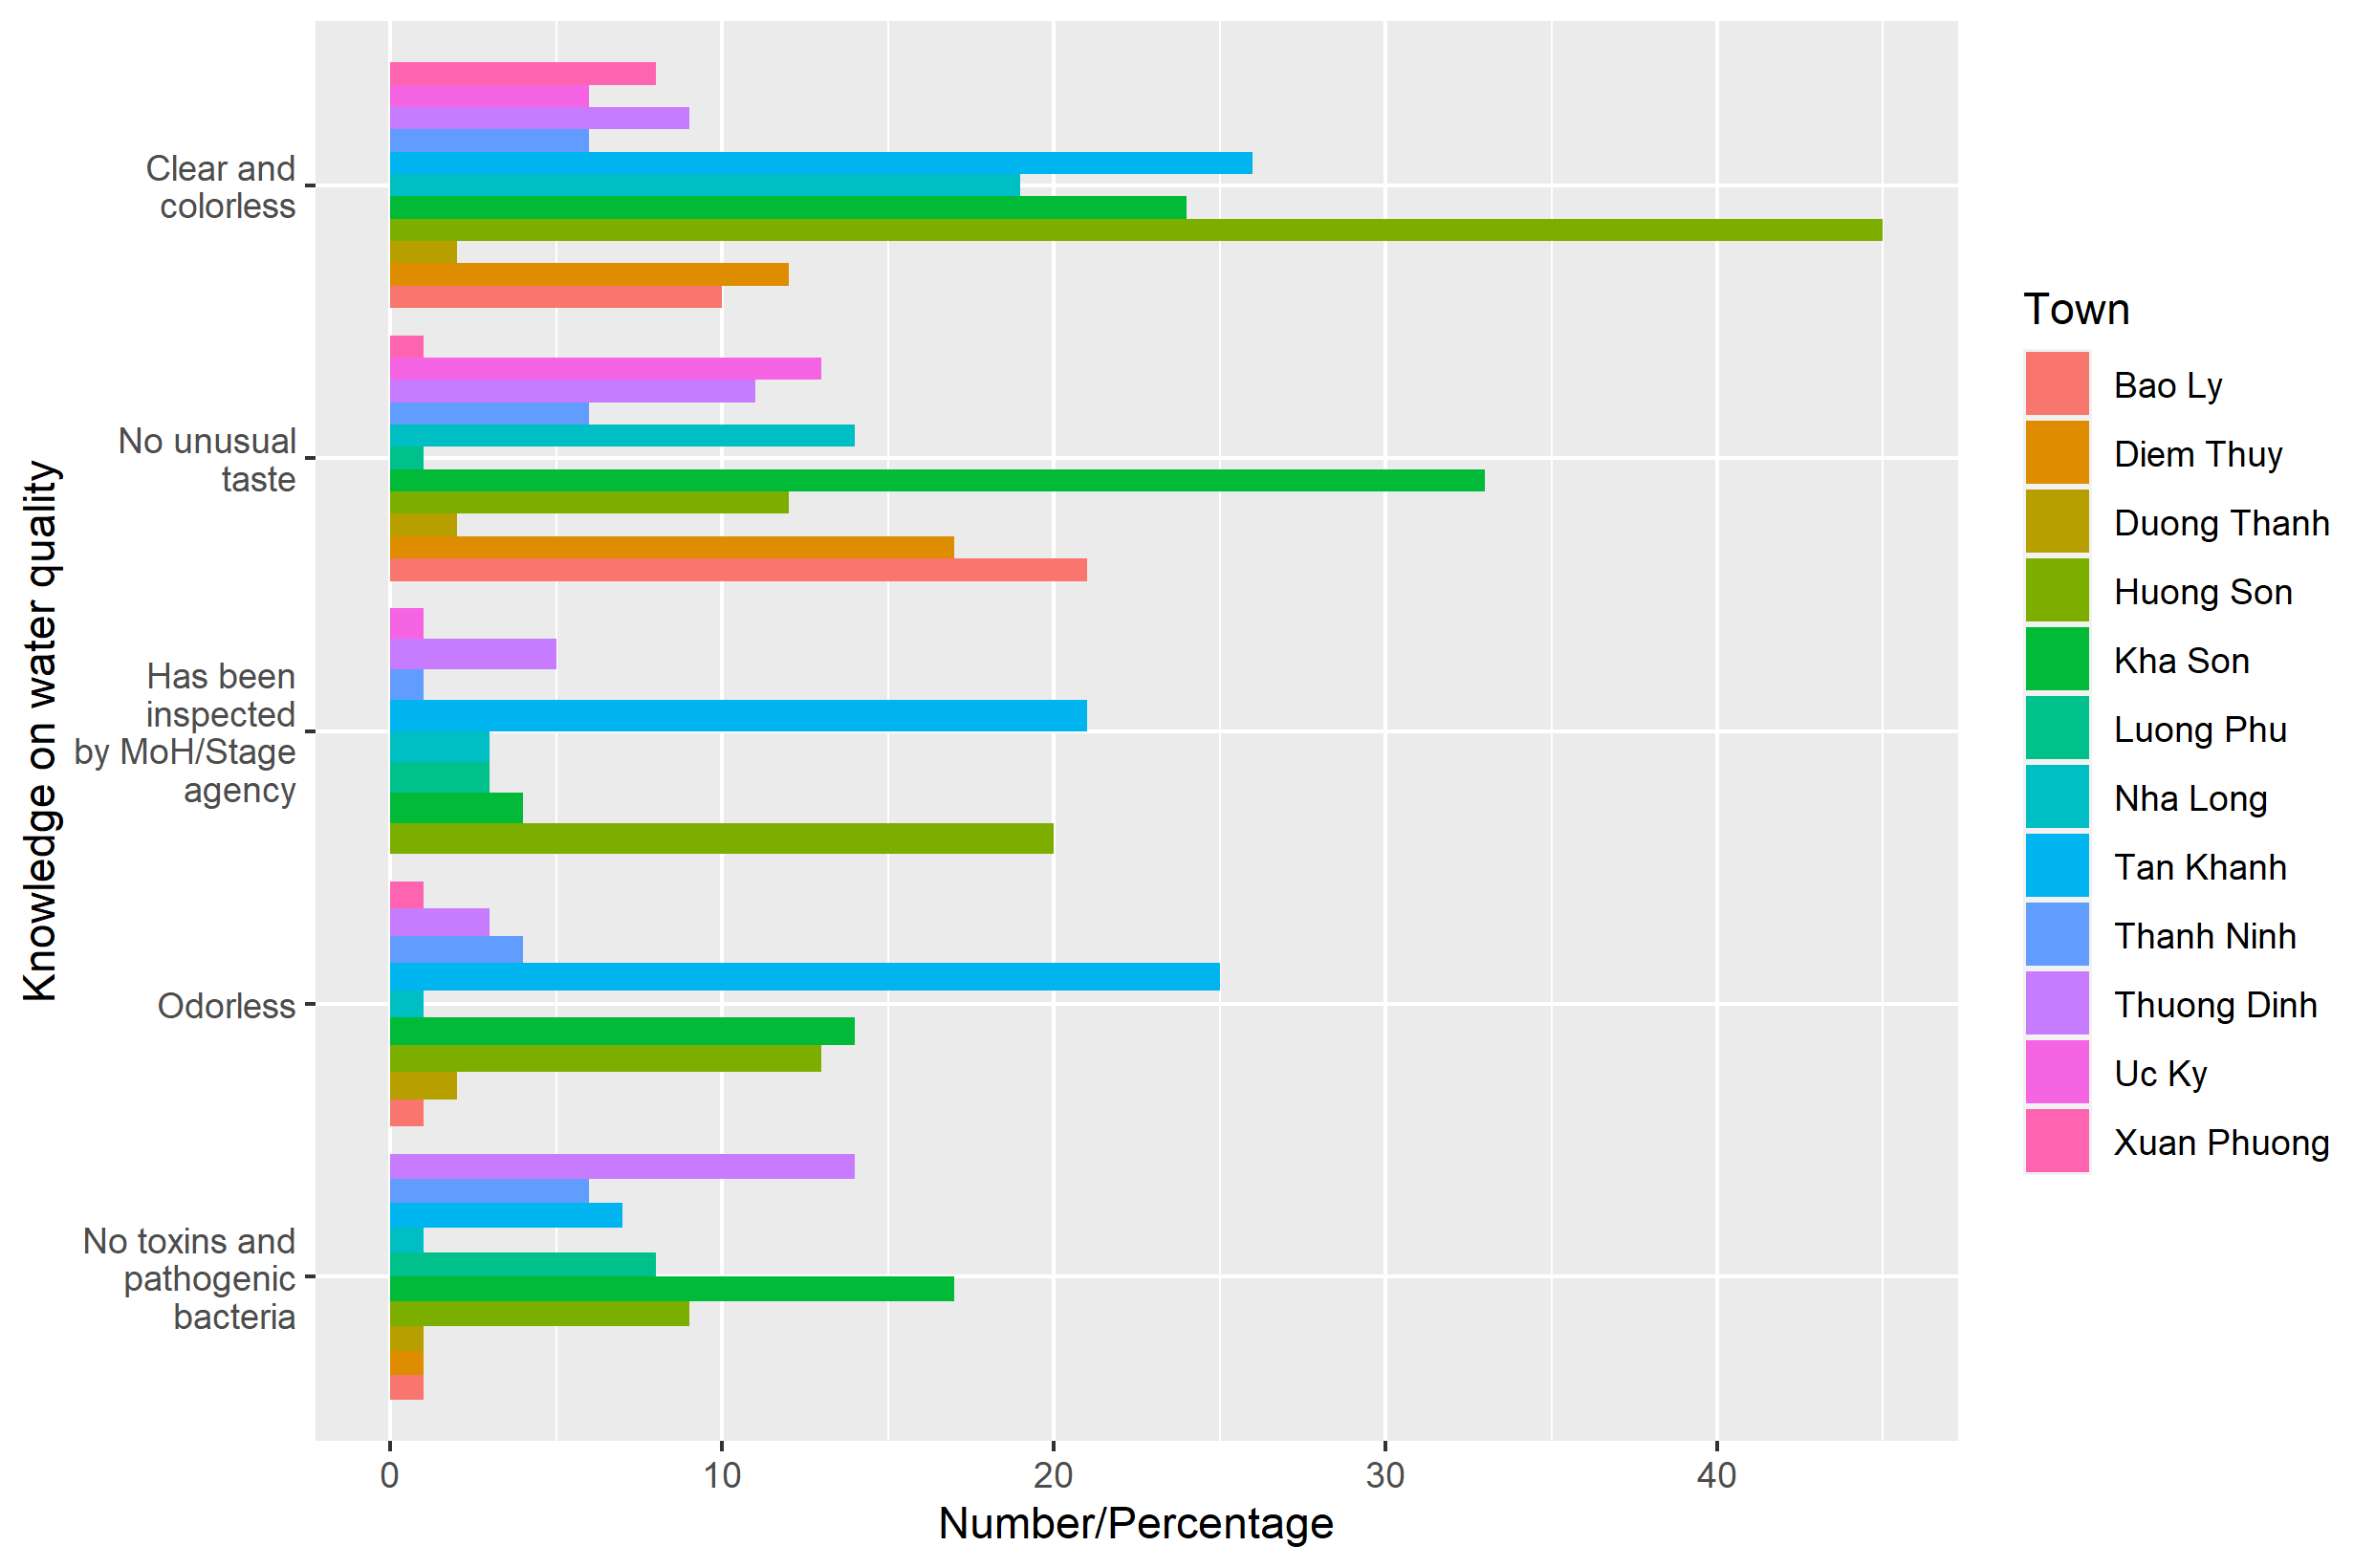 Knowledge on water quality
Clear and
colorless
No unusual
taste
Has been
inspected
by MoH/Stage
agency
Odorless
No toxins and
pathogenic
bacteria
0 10 20 30 40
Number/Percentage
Town
Bao Ly
Diem Thuy
Duong Thanh
Huong Son
Kha Son
Luong Phu
Nha Long
Tan Khanh
Thanh Ninh
Thuong Dinh
Uc Ky
Xuan Phuong